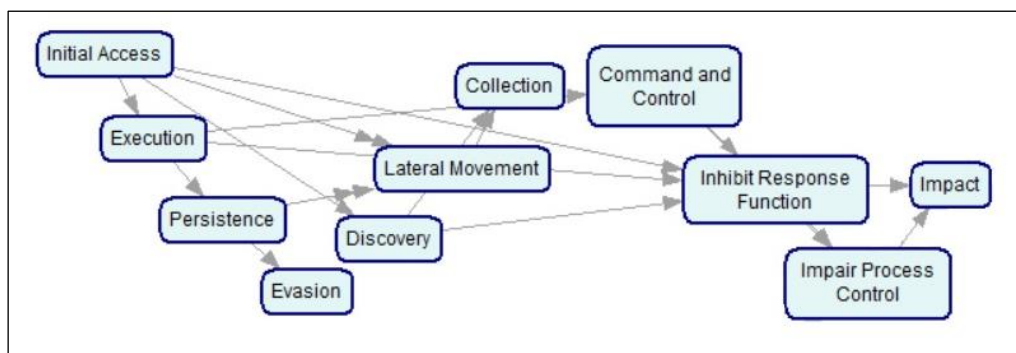 Initial Access
Execution
Persistence
Evasion
Collection
Lateral Movement
Discovery
Command and
Control
Inhibit Response
Function
Impact
Impair Process
Control